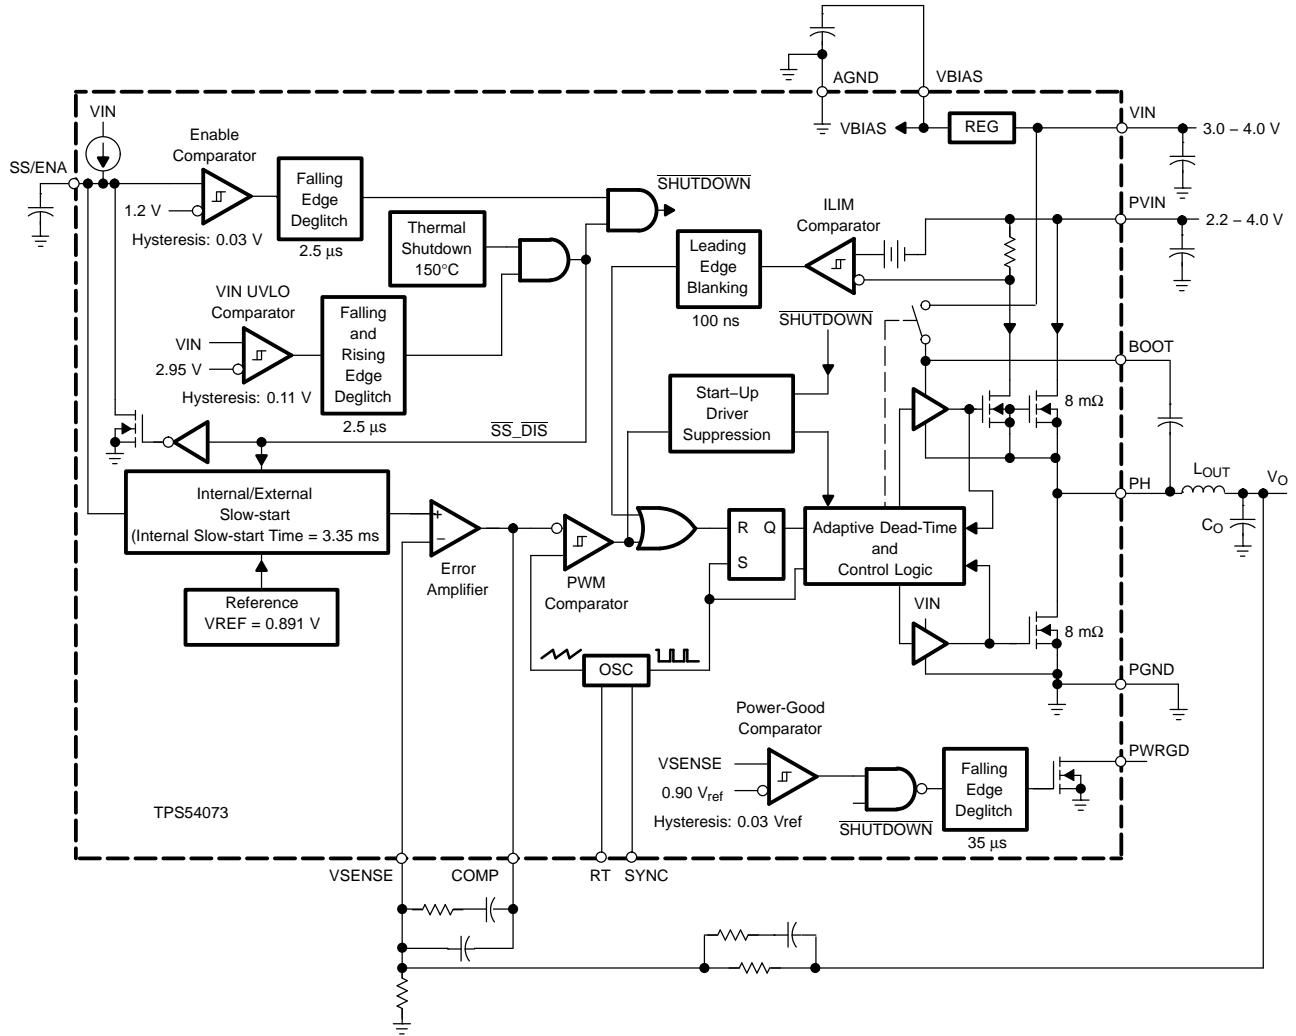 AGND
VBIAS
VIN
VIN
3.0 – 4.0 V
VBIAS
REG
Enable
Comparator
SS/ENA
1.2 V
Hysteresis: 0.03 V
Falling
Edge
Deglitch
2.5 μs
SHUTDOWN
Thermal
Shutdown
150°C
ILIM
Comparator
PVIN
2.2 – 4.0 V
Leading
Edge
Blanking
100 ns
SHUTDOWN
VIN UVLO
Comparator
VIN
2.95 V
Hysteresis: 0.11 V
Falling
and
Rising
Edge
Deglitch
2.5 μs
BOOT
Start–Up
Driver
Suppression
8 mΩ
SS_DIS
Internal/External
Slow-start
(Internal Slow-start Time = 3.35 ms
Error
Amplifier
PWM
Comparator
R Q
S
Adaptive Dead-Time
and
Control Logic
PH
LOUT
VO
CO
Reference
VREF = 0.891 V
VIN
8 mΩ
OSC
PGND
Power-Good
Comparator
VSENSE
0.90 Vref
Hysteresis: 0.03 Vref
SHUTDOWN
Falling
Edge
Deglitch
35 μs
PWRGD
TPS54073
VSENSE
COMP
RT
SYNC